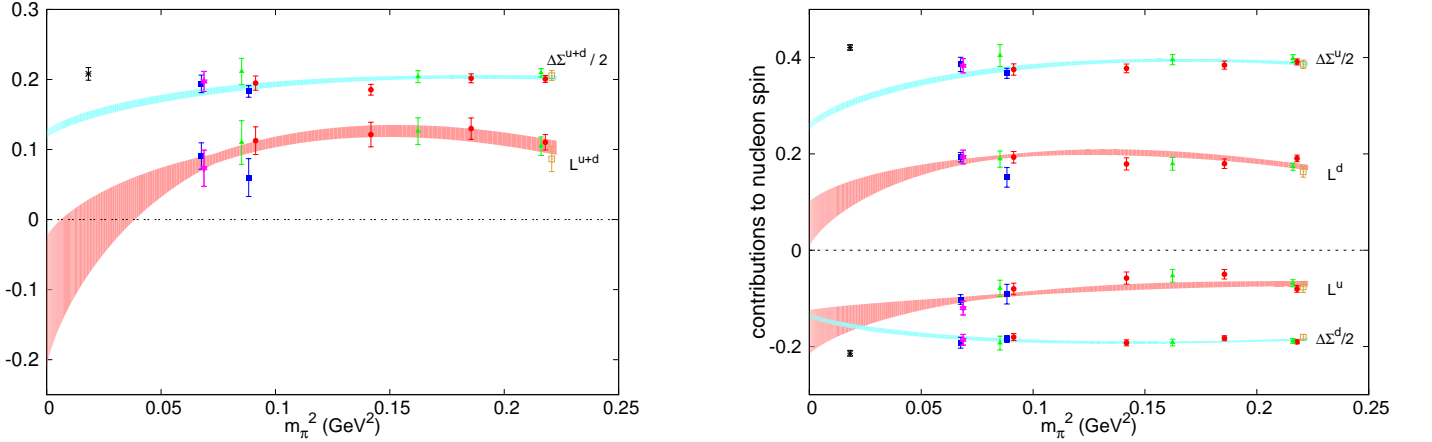 0.3
0.2
0.1
0
-0.1
-0.2
0 0.05 0.1 0.15 0.2 0.25
m_π^2 (GeV^2)
ΔΣ^{u+d} / 2
L^{u+d}
contributions to nucleon spin
0.4
0.2
0
-0.2
0 0.05 0.1 0.15 0.2 0.25
m_π^2 (GeV^2)
ΔΣ^u/2
L^d
L^u
ΔΣ^d/2